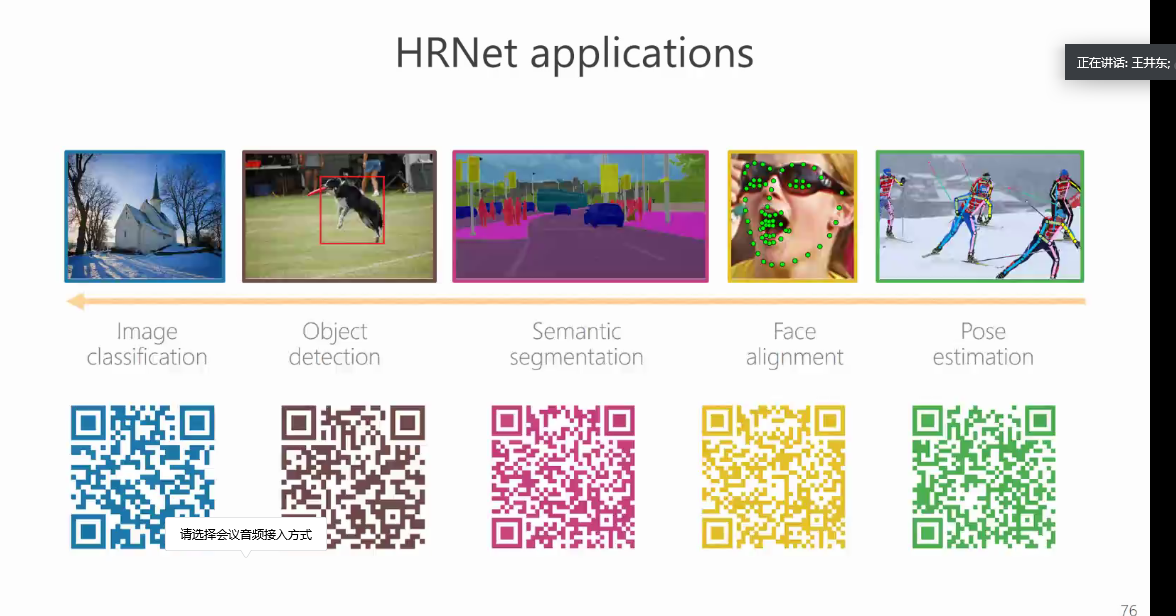 HRNet applications
正在讲话: 王井东;
Image
classification
Object
detection
Semantic
segmentation
Face
alignment
Pose
estimation
请选择会议音频接入方式
76